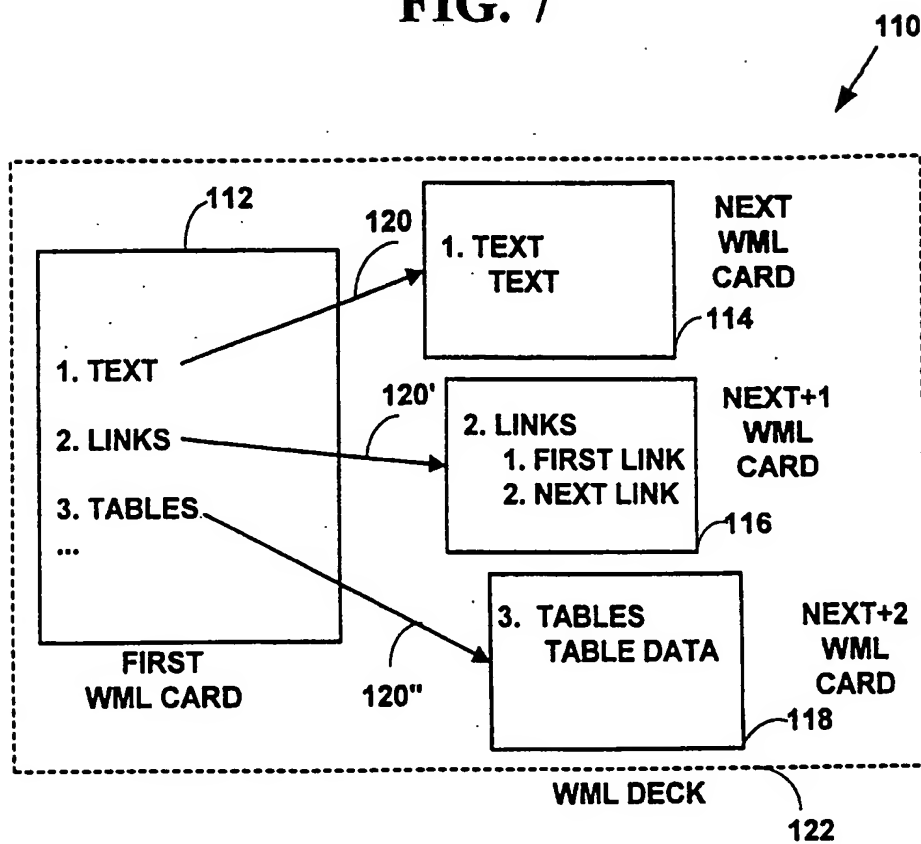 FIG. 7
110
112
120
1. TEXT
TEXT
NEXT
WML
CARD
114
1. TEXT
2. LINKS
3. TABLES
...
120'
2. LINKS
1. FIRST LINK
2. NEXT LINK
NEXT+1
WML
CARD
116
3. TABLES
TABLE DATA
NEXT+2
WML
CARD
118
120"
FIRST
WML CARD
WML DECK
122